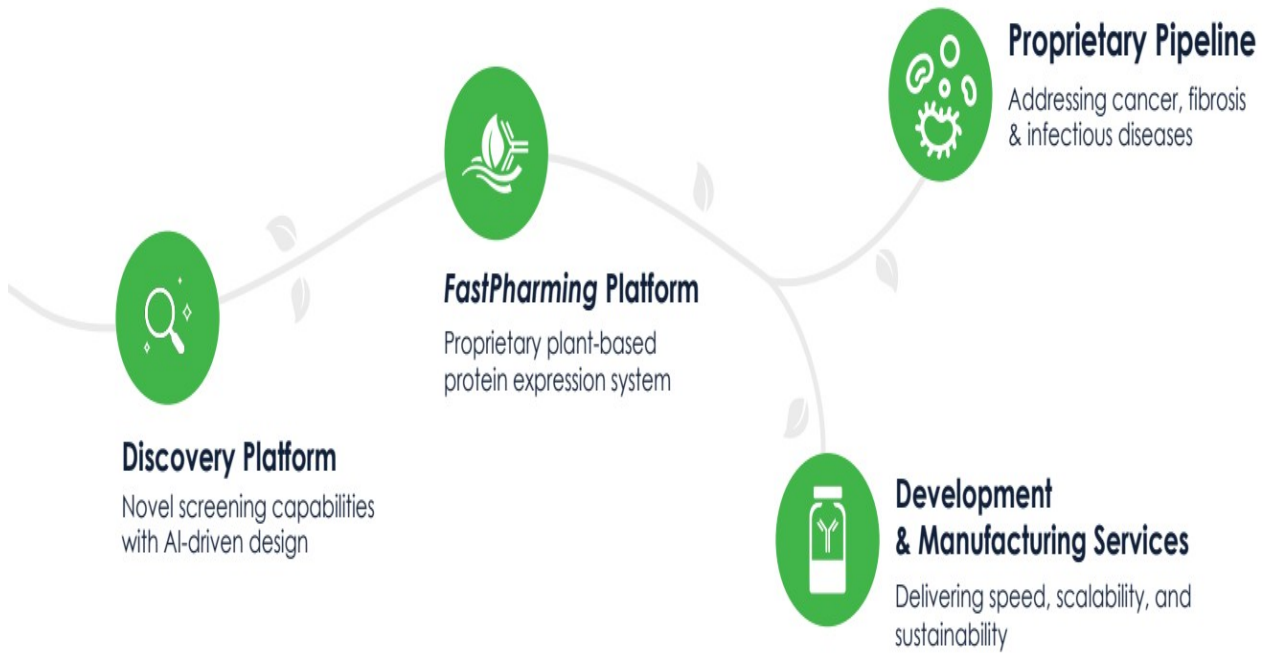 Discovery Platform
Novel screening capabilities
with AI-driven design
FastPharming Platform
Proprietary plant-based
protein expression system
Proprietary Pipeline
Addressing cancer, fibrosis
& infectious diseases
Development
& Manufacturing Services
Delivering speed, scalability, and
sustainability